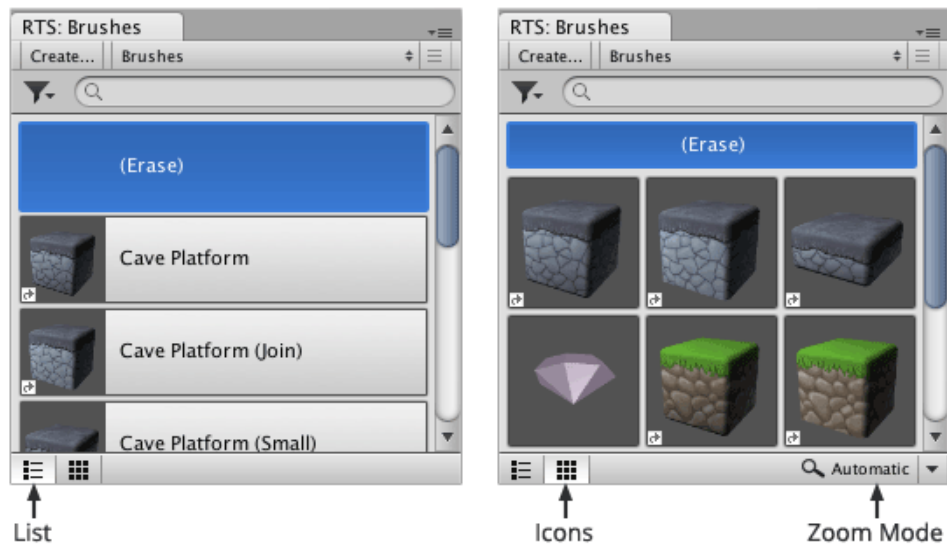 RTS: Brushes
Create... Brushes
(Erase)
Cave Platform
Cave Platform (Join)
Cave Platform (Small)
List
RTS: Brushes
Create... Brushes
(Erase)
Automatic
Icons
Zoom Mode